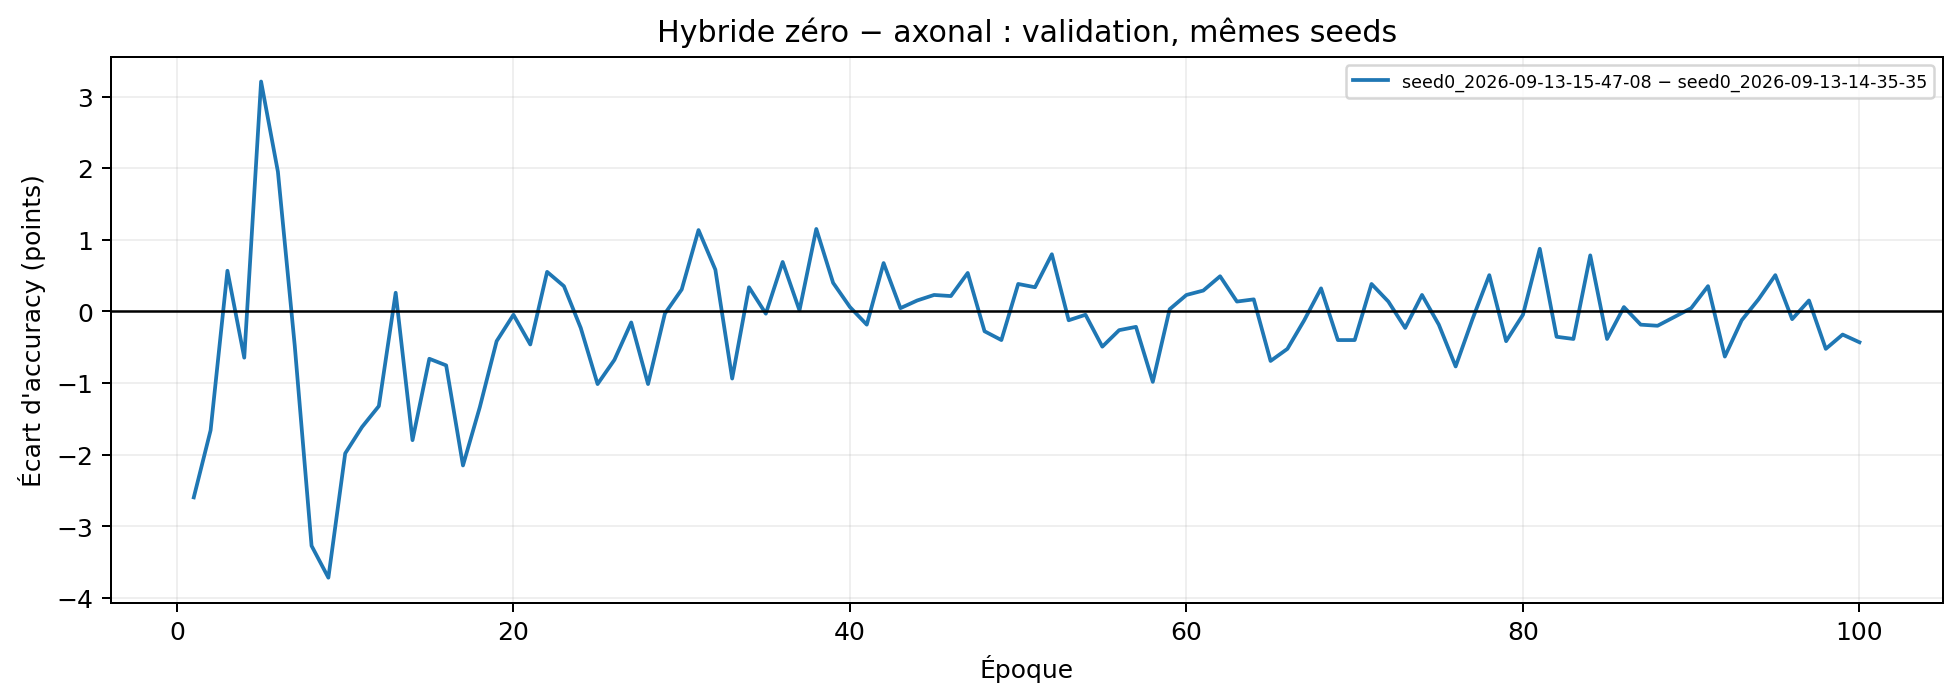 Hybride zéro − axonal : validation, mêmes seeds
seed0_2026-09-13-15-47-08 − seed0_2026-09-13-14-35-35
Écart d'accuracy (points)
3
2
1
0
−1
−2
−3
−4
0 20 40 60 80 100
Époque